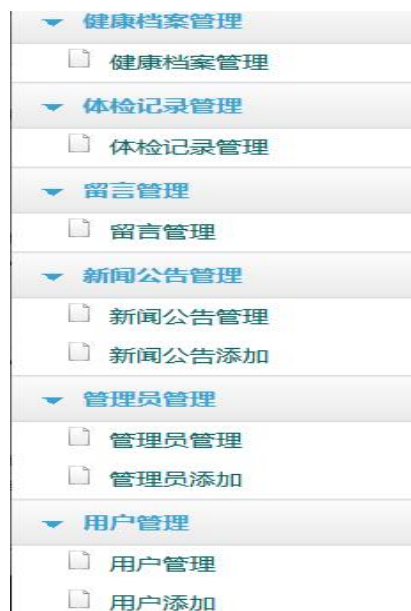 健康档案管理
健康档案管理
体检记录管理
体检记录管理
留言管理
留言管理
新闻公告管理
新闻公告管理
新闻公告添加
管理员管理
管理员管理
管理员添加
用户管理
用户管理
用户添加